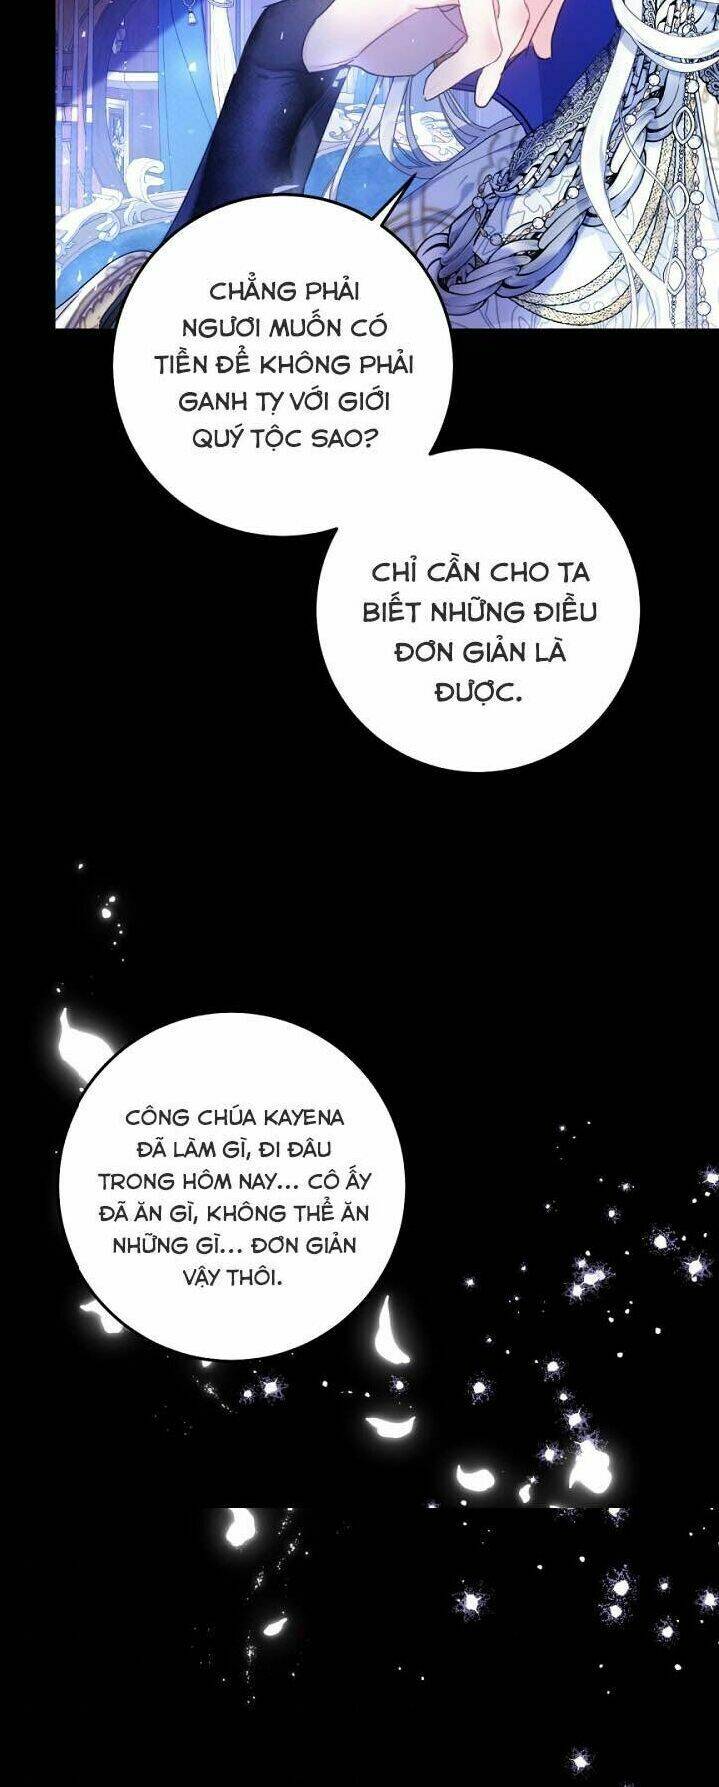 CHẲNG PHẢI
NGƯƠI MUỐN CÓ
TIỀN ĐỂ KHÔNG PHẢI
GANH TỴ VỚI GIỚI
QUÝ TỘC SAO?
CHỈ CẦN CHO TA
BIẾT NHỮNG ĐIỀU
ĐƠN GIẢN LÀ
ĐƯỢC.
CÔNG CHÚA KAYENA
ĐÃ LÀM GÌ, ĐI ĐÂU
TRONG HÔM NAY... CÔ ẤY
ĐÃ ĂN GÌ, KHÔNG THỂ ĂN
NHỮNG GÌ... ĐƠN GIẢN
VẬY THÔI.